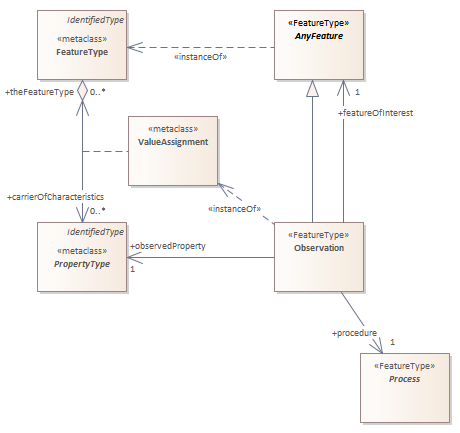 IdentifiedType
«metaclass»
FeatureType
«FeatureType»
AnyFeature
«instanceOf»
+theFeatureType
0..*
1
+featureOfInterest
«metaclass»
ValueAssignment
+carrierOfCharacteristics
0..*
«instanceOf»
IdentifiedType
«metaclass»
PropertyType
+observedProperty
1
«FeatureType»
Observation
+procedure
1
«FeatureType»
Process